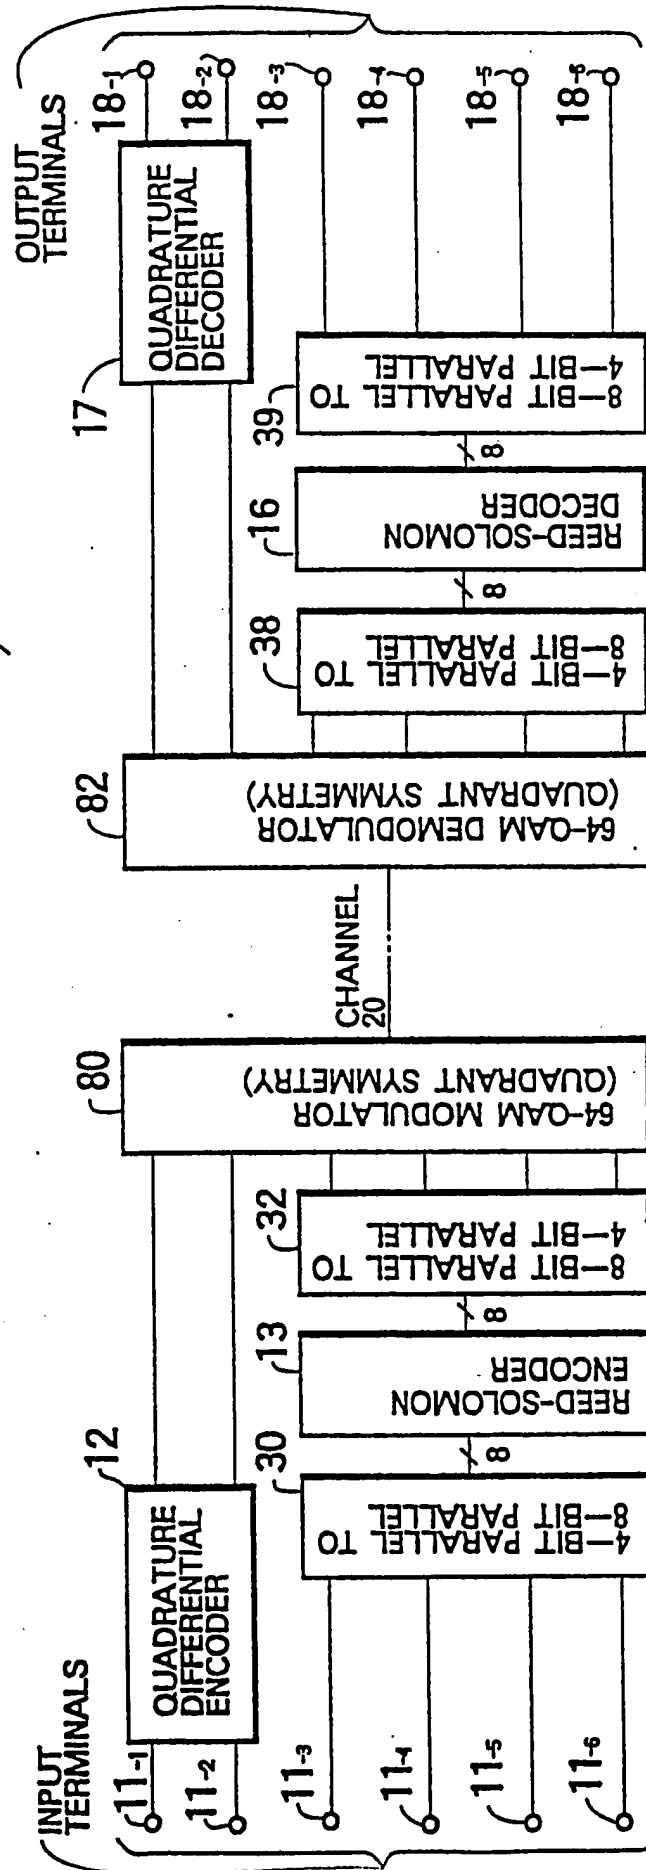 INPUT
TERMINALS
11-1
11-2
11-3
11-4
11-5
11-6
12
QUADRATURE
DIFFERENTIAL
ENCODER
30
4-BIT PARALLEL TO
8-BIT PARALLEL
8
13
REED-SOLOMON
ENCODER
8
32
8-BIT PARALLEL TO
4-BIT PARALLEL
80
64-QAM MODULATOR
(QUADRANT SYMMETRY)
CHANNEL
20
82
64-QAM DEMODULATOR
(QUADRANT SYMMETRY)
38
4-BIT PARALLEL TO
8-BIT PARALLEL
8
16
REED-SOLOMON
DECODER
8
39
8-BIT PARALLEL TO
4-BIT PARALLEL
17
QUADRATURE
DIFFERENTIAL
DECODER
OUTPUT
TERMINALS
18-1
18-2
18-3
18-4
18-5
18-6